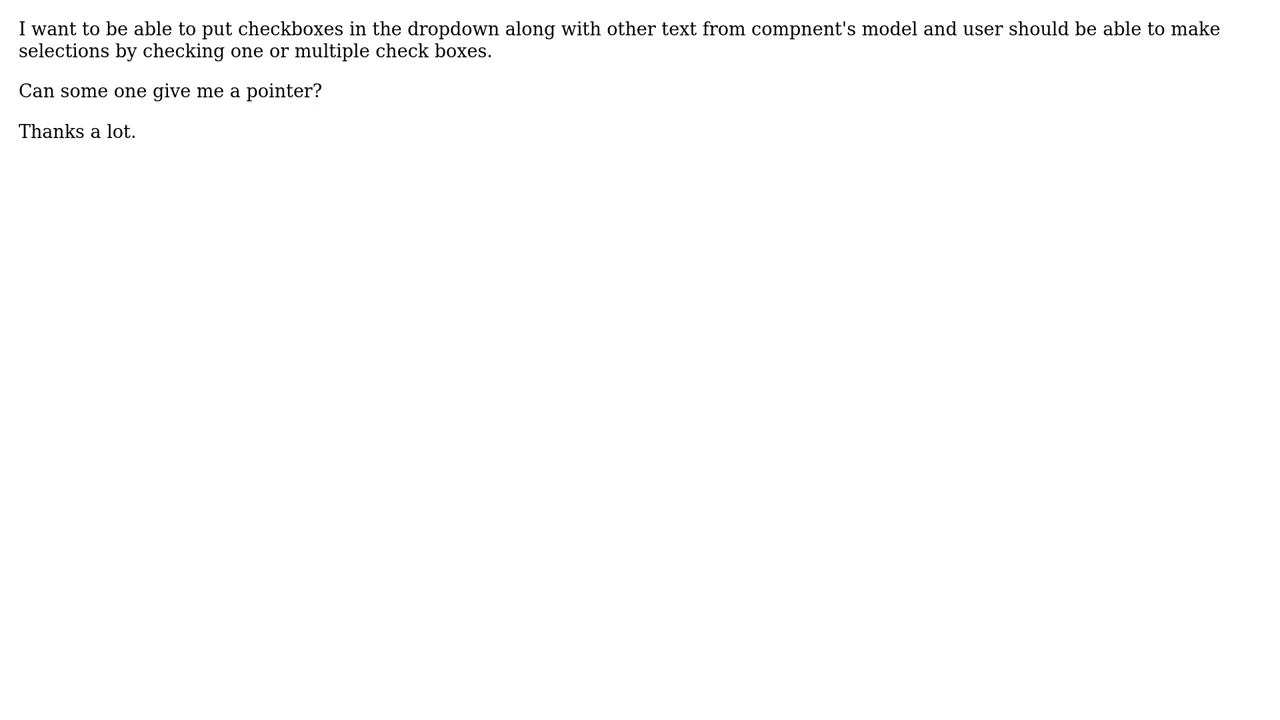 I want to be able to put checkboxes in the dropdown along with other text from compnent's model and user should be able to make
selections by checking one or multiple check boxes.
Can some one give me a pointer?
Thanks a lot.